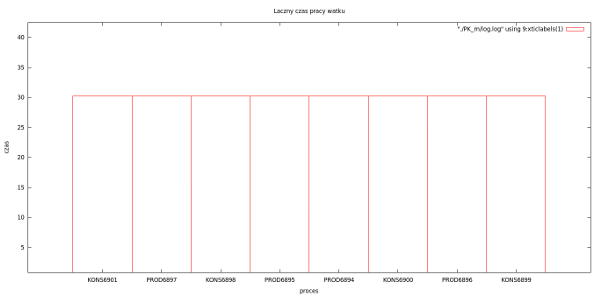 Laczny czas pracy watku
"./PK_m/log.log" using 9:xticlabels(1)
40
35
30
25
20
15
10
5
czas
KONS6901 PROD6897 KONS6898 PROD6895 PROD6894 KONS6900 PROD6896 KONS6899
proces